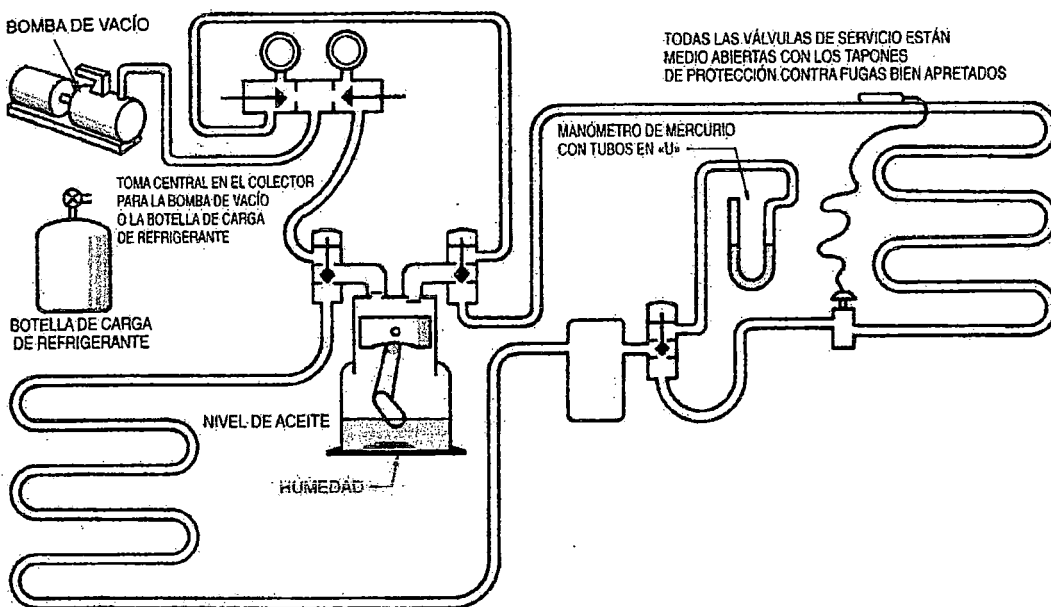 BOMBA DE VACÍO
TODAS LAS VÁLVULAS DE SERVICIO ESTÁN
MEDIO ABIERTAS CON LOS TAPONES
DE PROTECCIÓN CONTRA FUGAS BIEN APRETADOS
MANÓMETRO DE MERCURIO
CON TUBOS EN «U»
TOMA CENTRAL EN EL COLECTOR
PARA LA BOMBA DE VACÍO
O LA BOTELLA DE CARGA
DE REFRIGERANTE
BOTELLA DE CARGA
DE REFRIGERANTE
NIVEL DE ACEITE
HUMEDAD